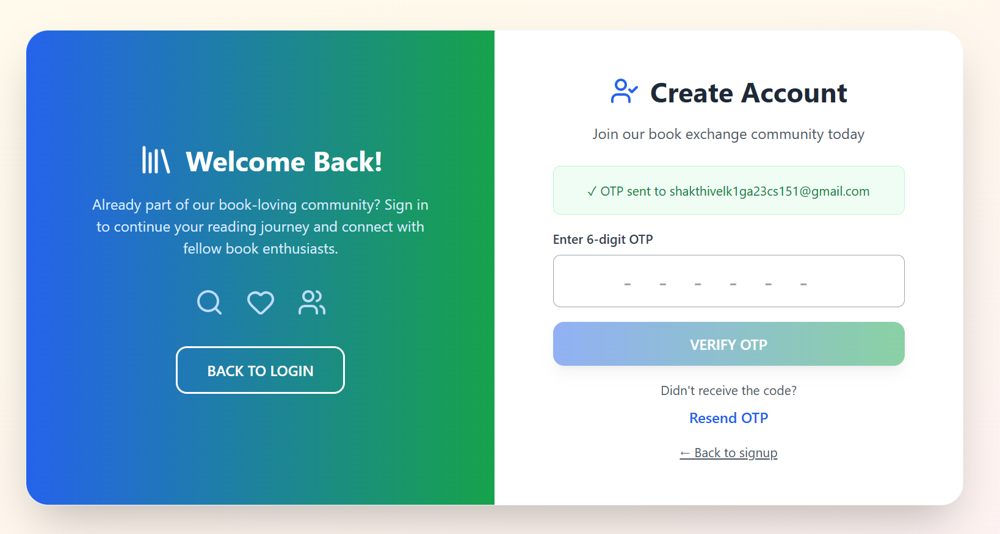 Welcome Back!
Already part of our book-loving community? Sign in
to continue your reading journey and connect with
fellow book enthusiasts.
BACK TO LOGIN
Create Account
Join our book exchange community today
✓ OTP sent to shakthivelk1ga23cs151@gmail.com
Enter 6-digit OTP
- - - - - -
VERIFY OTP
Didn't receive the code?
Resend OTP
← Back to signup